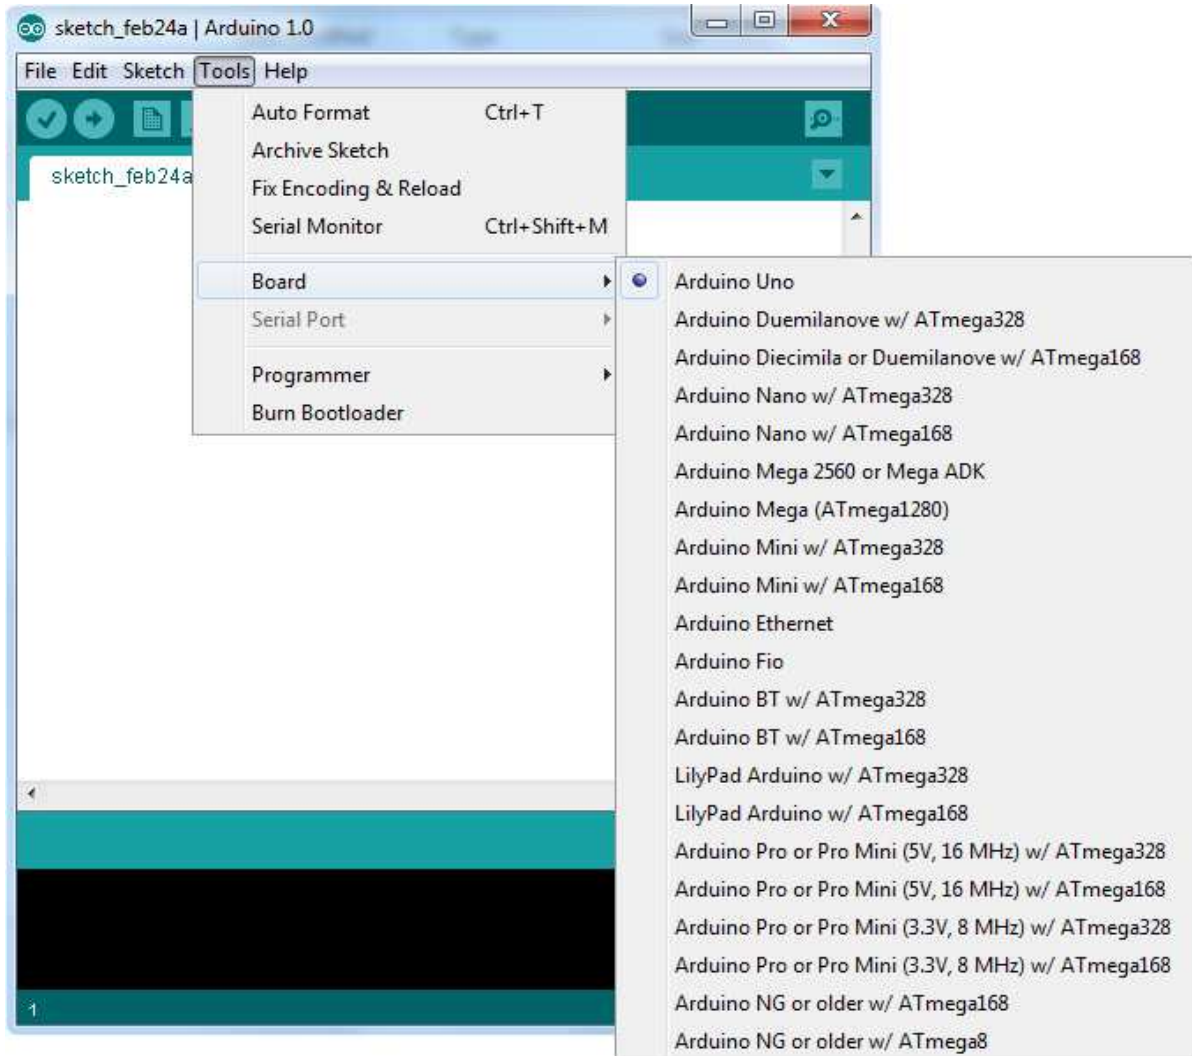 sketch_feb24a | Arduino 1.0
File Edit Sketch Tools Help
Auto Format Ctrl+T
Archive Sketch
sketch_feb24a
Fix Encoding & Reload
Serial Monitor Ctrl+Shift+M
Board
Serial Port
Programmer
Burn Bootloader
Arduino Uno
Arduino Duemilanove w/ ATmega328
Arduino Diecimila or Duemilanove w/ ATmega168
Arduino Nano w/ ATmega328
Arduino Nano w/ ATmega168
Arduino Mega 2560 or Mega ADK
Arduino Mega (ATmega1280)
Arduino Mini w/ ATmega328
Arduino Mini w/ ATmega168
Arduino Ethernet
Arduino Fio
Arduino BT w/ ATmega328
Arduino BT w/ ATmega168
LilyPad Arduino w/ ATmega328
LilyPad Arduino w/ ATmega168
Arduino Pro or Pro Mini (5V, 16 MHz) w/ ATmega328
Arduino Pro or Pro Mini (5V, 16 MHz) w/ ATmega168
Arduino Pro or Pro Mini (3.3V, 8 MHz) w/ ATmega328
Arduino Pro or Pro Mini (3.3V, 8 MHz) w/ ATmega168
Arduino NG or older w/ ATmega168
Arduino NG or older w/ ATmega8
1